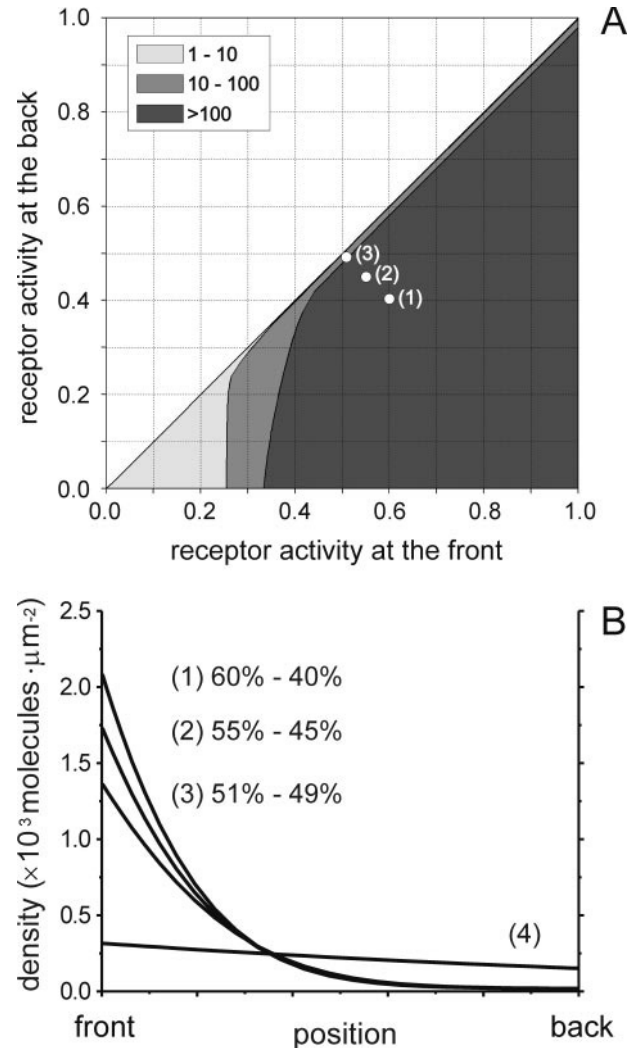 A
1.0
0.8
0.6
0.4
0.2
0.0
receptor activity at the back
1 - 10
10 - 100
>100
(3)
(2)
(1)
0.0 0.2 0.4 0.6 0.8 1.0
receptor activity at the front
B
2.5
2.0
1.5
1.0
0.5
0.0
density (×10³ molecules ·μm⁻²)
(1) 60% - 40%
(2) 55% - 45%
(3) 51% - 49%
(4)
front position back